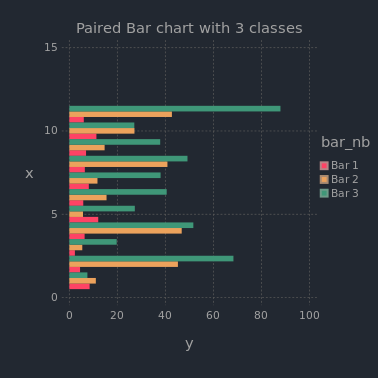 Paired Bar chart with 3 classes
15
10
5
0
x
0 20 40 60 80 100
y
bar_nb
Bar 1
Bar 2
Bar 3